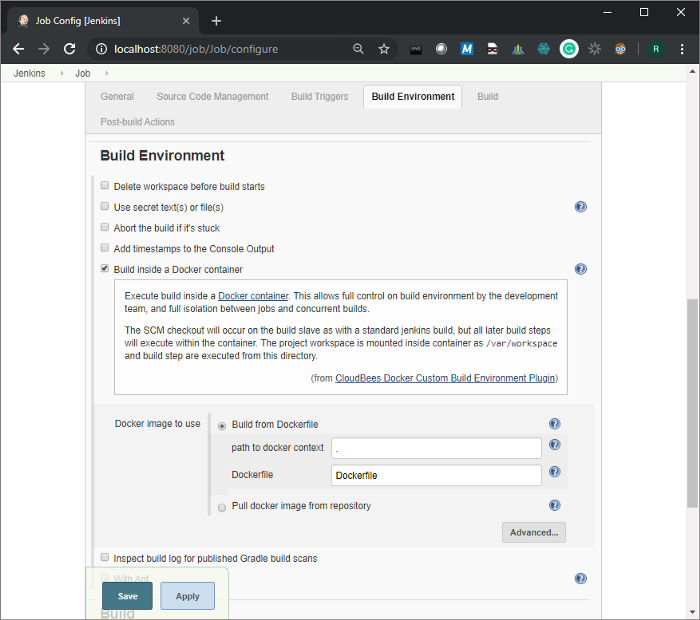 Job Config [Jenkins]
localhost:8080/job/Job/configure
R
Jenkins
Job
General
Source Code Management
Build Triggers
Build Environment
Build
Post-build Actions
Build Environment
Delete workspace before build starts
Use secret text(s) or file(s)
Abort the build if it's stuck
Add timestamps to the Console Output
Build inside a Docker container
Execute build inside a Docker container. This allows full control on build environment by the development
team, and full isolation between jobs and concurrent builds.
The SCM checkout will occur on the build slave as with a standard jenkins build, but all later build steps
will execute within the container. The project workspace is mounted inside container as /var/workspace
and build step are executed from this directory.
(from CloudBees Docker Custom Build Environment Plugin)
Docker image to use
Build from Dockerfile
path to docker context
.
Dockerfile
Dockerfile
Pull docker image from repository
Advanced...
Inspect build log for published Gradle build scans
With Ant
Save
Apply
Build